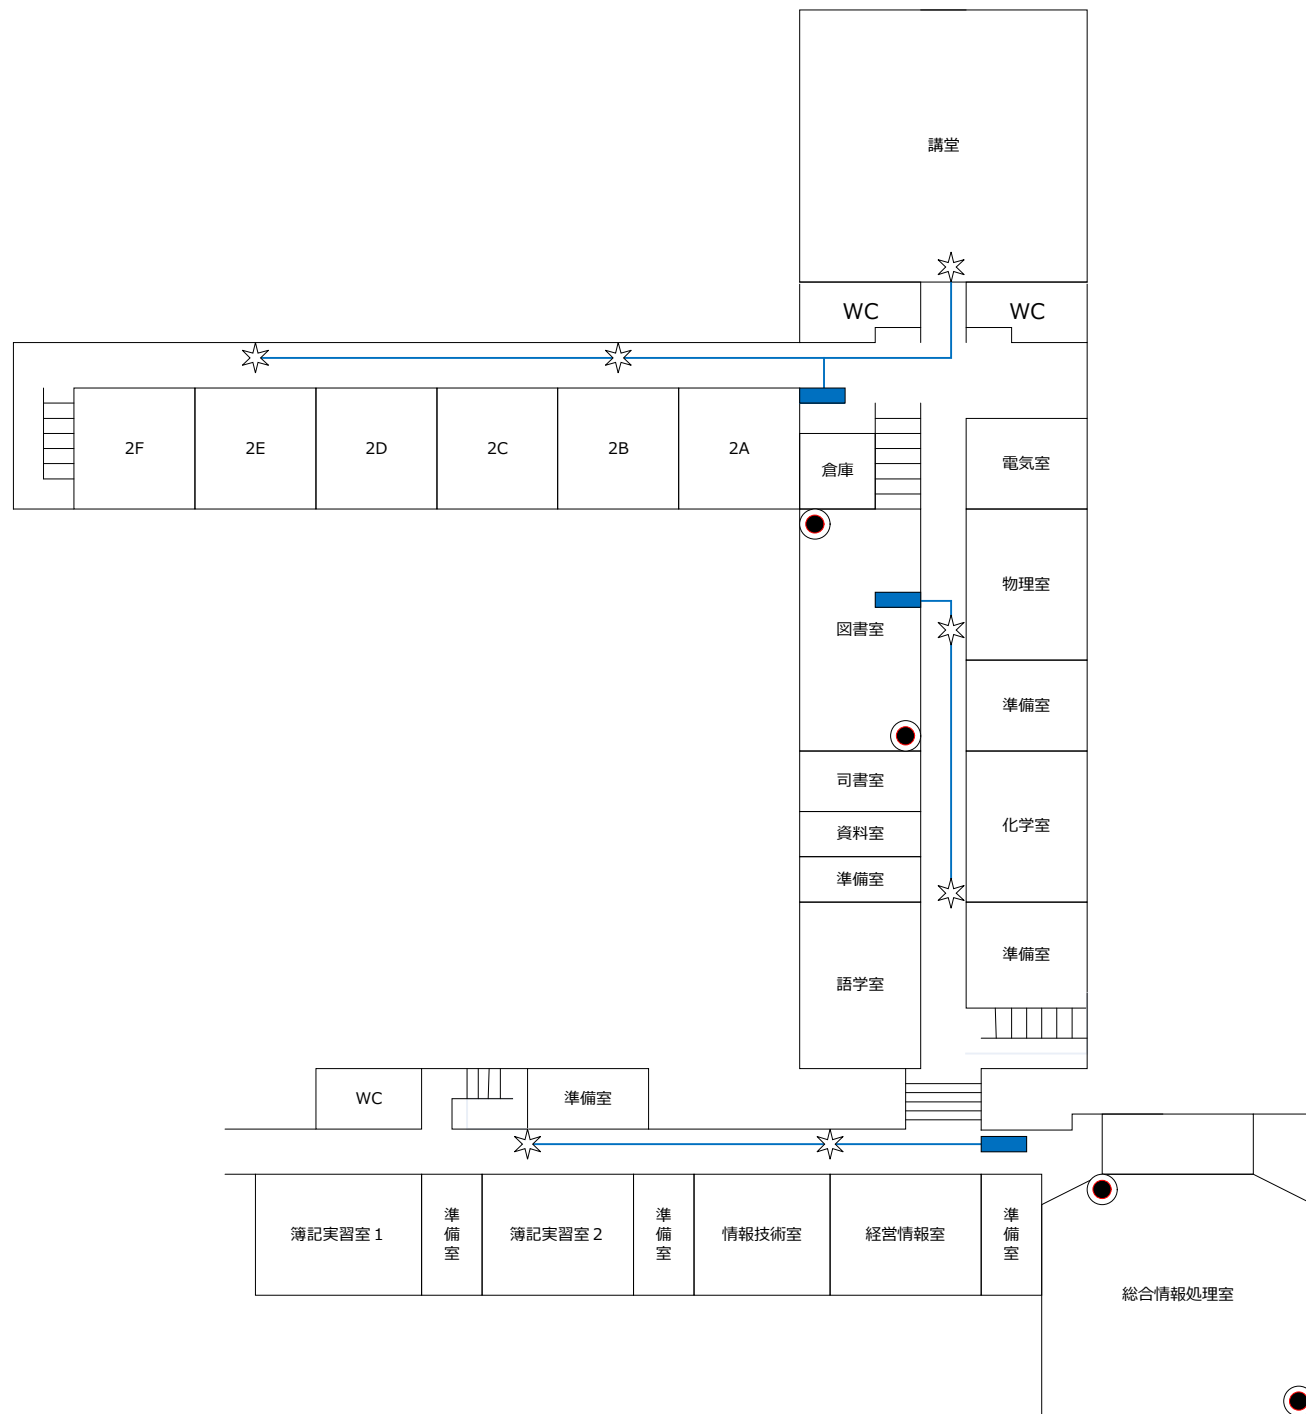 講堂
WC
WC
2F
2E
2D
2C
2B
2A
倉庫
電気室
物理室
図書室
準備室
司書室
資料室
化学室
準備室
準備室
語学室
WC
準備室
簿記実習室1
準備室
簿記実習室2
準備室
情報技術室
経営情報室
準備室
総合情報処理室